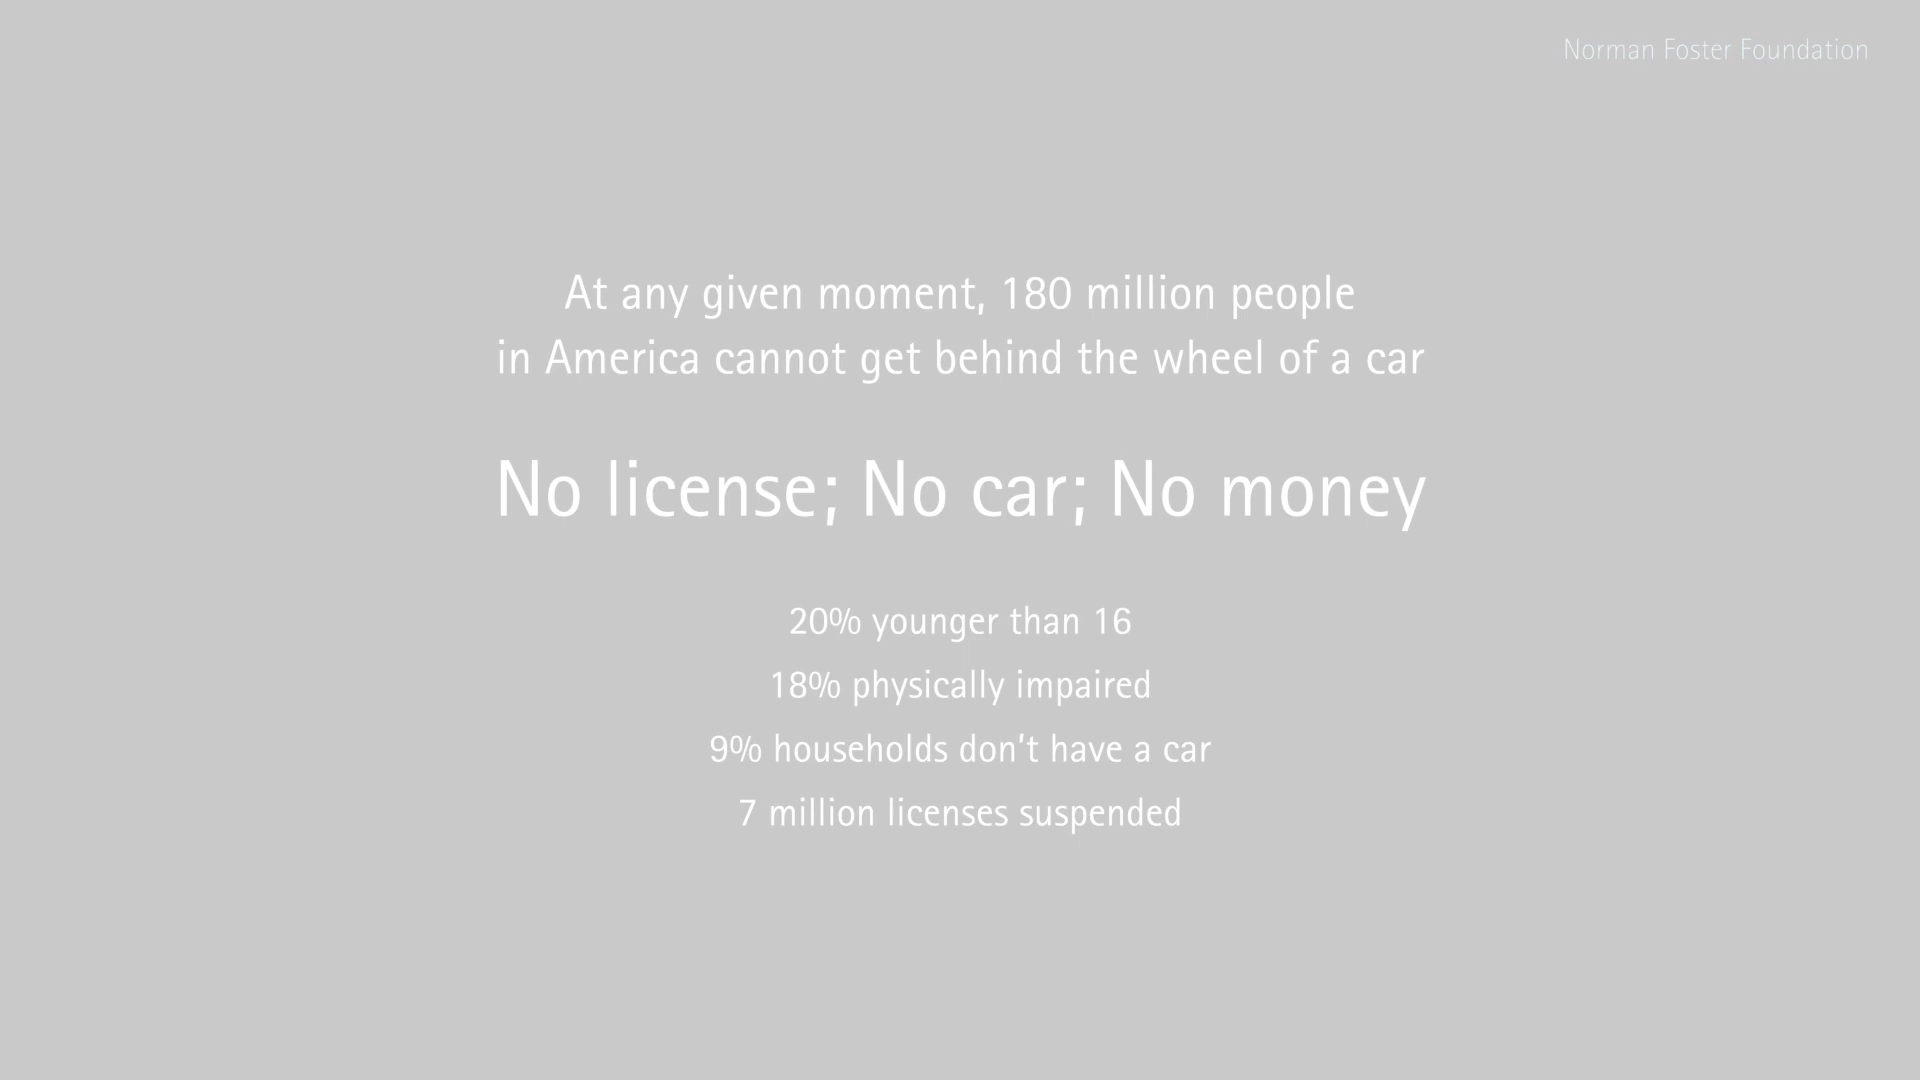 Norman Foster Foundation
At any given moment, 180 million people
in America cannot get behind the wheel of a car
No license; No car; No money
20% younger than 16
18% physically impaired
9% households don’t have a car
7 million licenses suspended